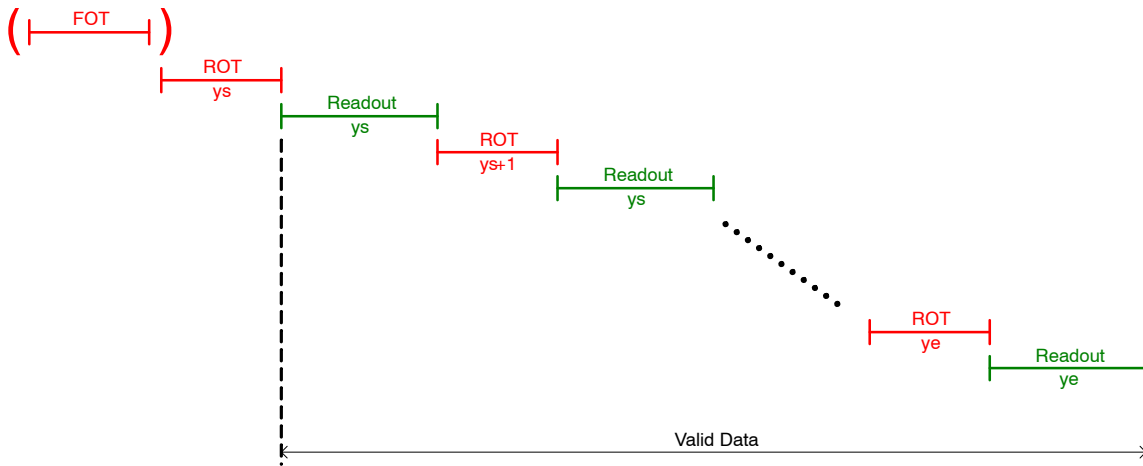 ( FOT )
ROT
ys
Readout
ys
ROT
ys+1
Readout
ys
ROT
ye
Readout
ye
Valid Data